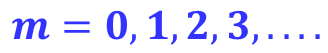 m = 0, 1, 2, 3, . . . .